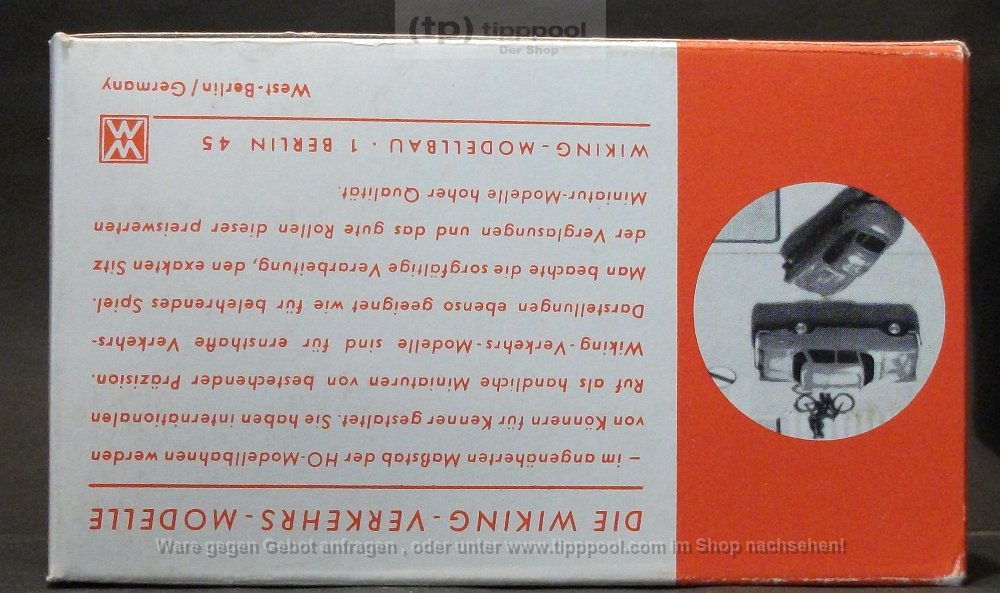 (tp) tipppool
Der Shop
DIE WIKING-VERKEHRS-MODELLE
– im angenäherten Maßstab der HO-Modellbahnen werden
von Könnern für Kenner gestaltet. Sie haben internationalen
Ruf als handliche Miniaturen von bestechender Präzision.
Wiking-Verkehrs-Modelle sind für ernsthafte Verkehrs-
Darstellungen ebenso geeignet wie für belehrendes Spiel.
Man beachte die sorgfältige Verarbeitung, den exakten Sitz
der Verglasungen und das gute Rollen dieser preiswerten
Miniatur-Modelle hoher Qualität.
WIKING-MODELLBAU · 1 BERLIN 45
WM
West-Berlin/Germany
Ware gegen Gebot anfragen , oder unter www.tipppool.com im Shop nachsehen!